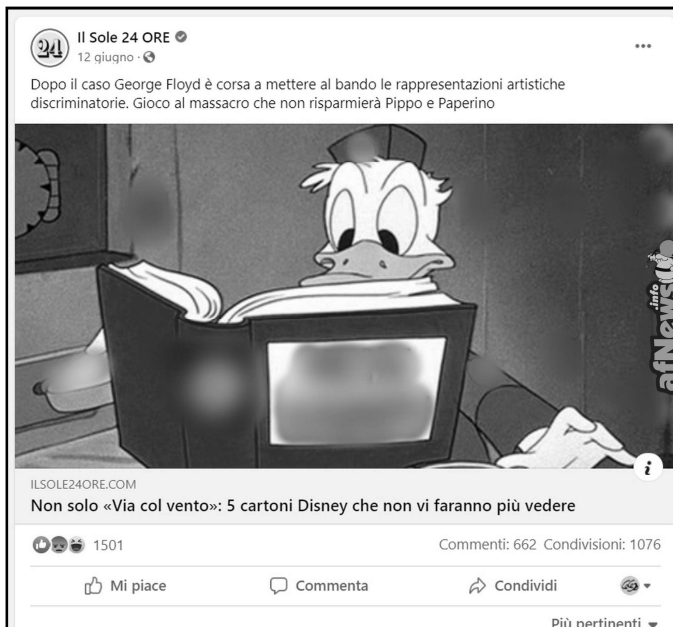 24
Il Sole 24 ORE
12 giugno ·
Dopo il caso George Floyd è corsa a mettere al bando le rappresentazioni artistiche
discriminatorie. Gioco al massacro che non risparmierà Pippo e Paperino
afNews.info
i
ILSOLE24ORE.COM
Non solo «Via col vento»: 5 cartoni Disney che non vi faranno più vedere
1501
Commenti: 662 Condivisioni: 1076
Mi piace Commenta Condividi
Più pertinenti